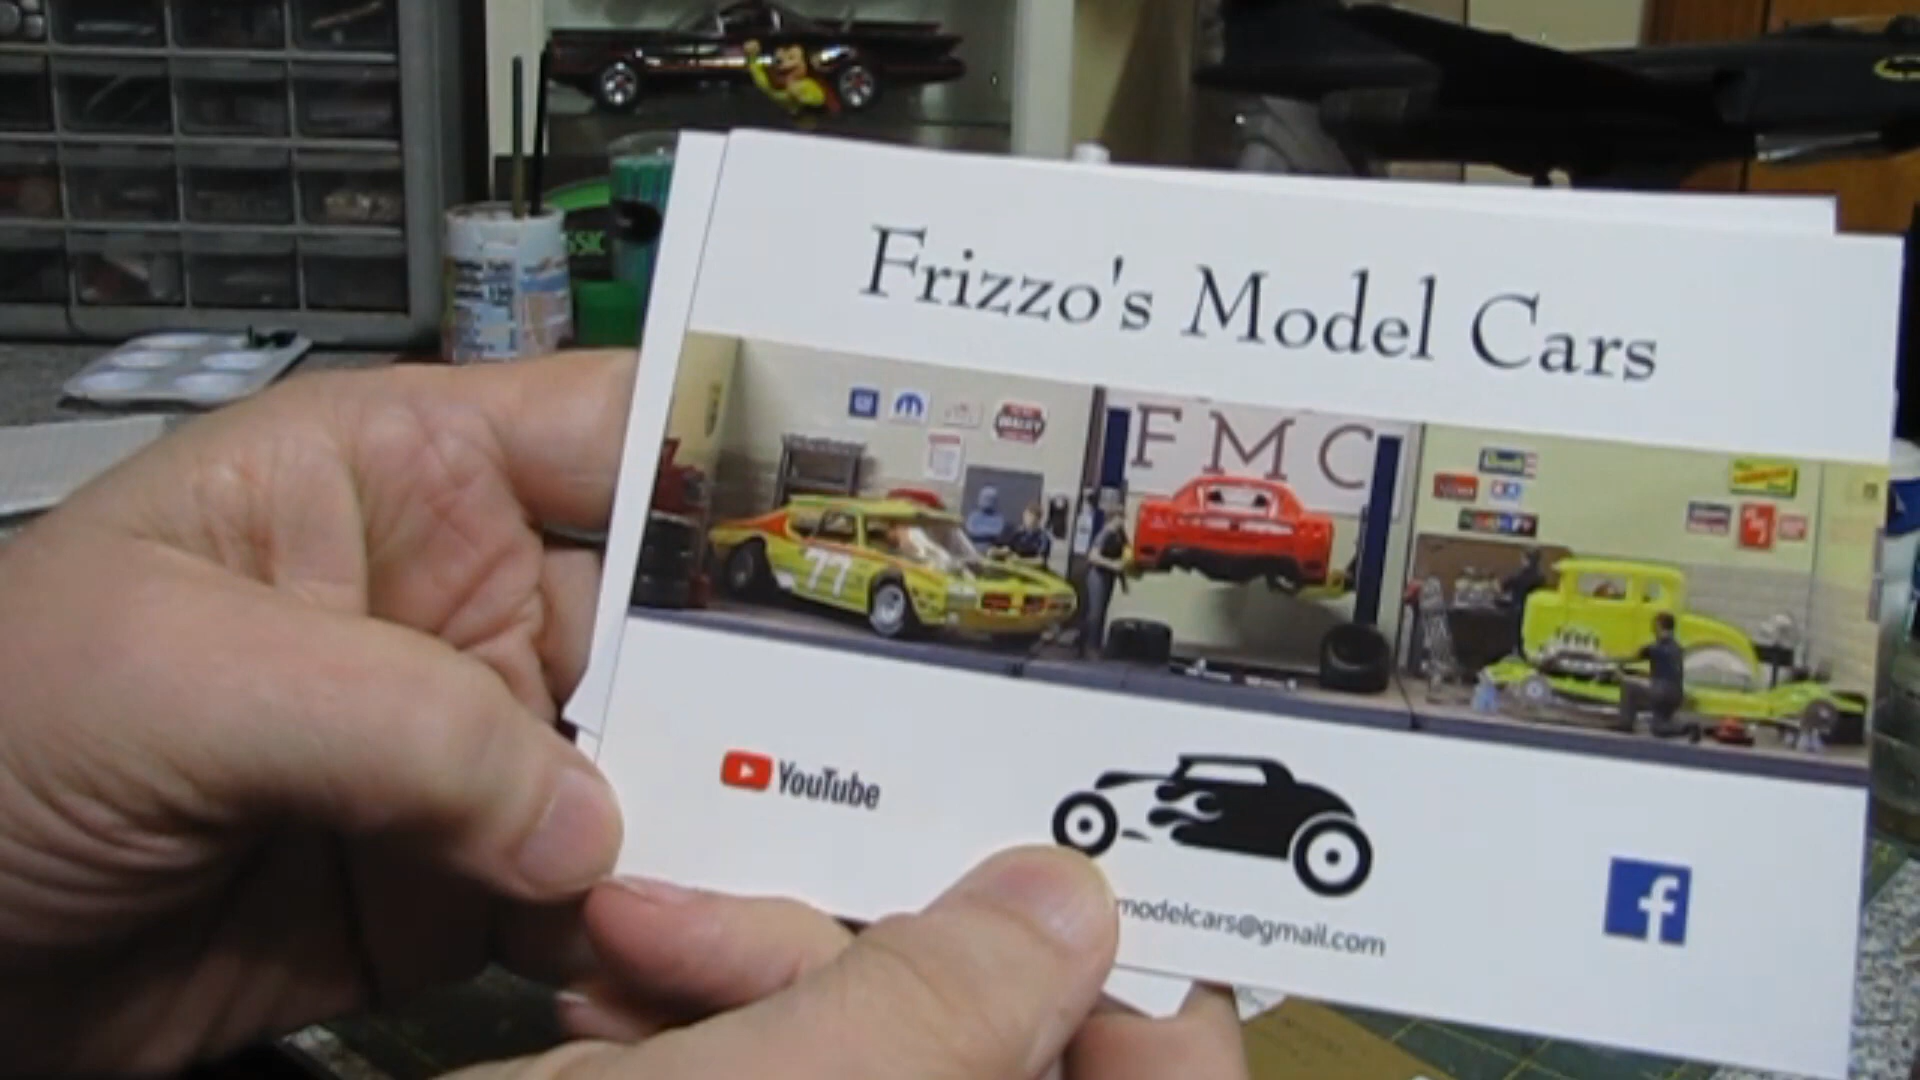 Frizzo's Model Cars
FMC
77
YouTube
modelcars@gmail.com
f